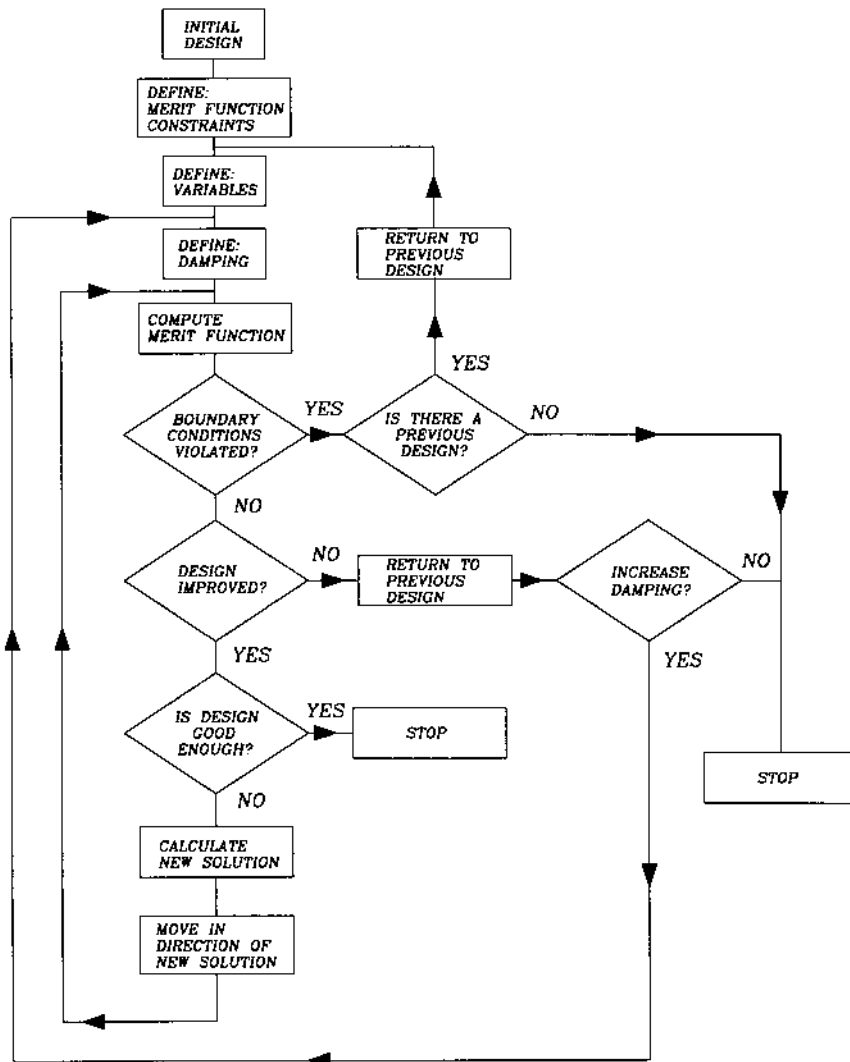 INITIAL
DESIGN
DEFINE:
MERIT FUNCTION
CONSTRAINTS
DEFINE:
VARIABLES
DEFINE:
DAMPING
RETURN TO
PREVIOUS
DESIGN
COMPUTE
MERIT FUNCTION
YES
BOUNDARY
CONDITIONS
VIOLATED?
YES
IS THERE A
PREVIOUS
DESIGN?
NO
NO
DESIGN
IMPROVED?
NO
RETURN TO
PREVIOUS
DESIGN
INCREASE
DAMPING?
NO
YES
YES
IS DESIGN
GOOD
ENOUGH?
YES
STOP
STOP
NO
CALCULATE
NEW SOLUTION
MOVE IN
DIRECTION OF
NEW SOLUTION